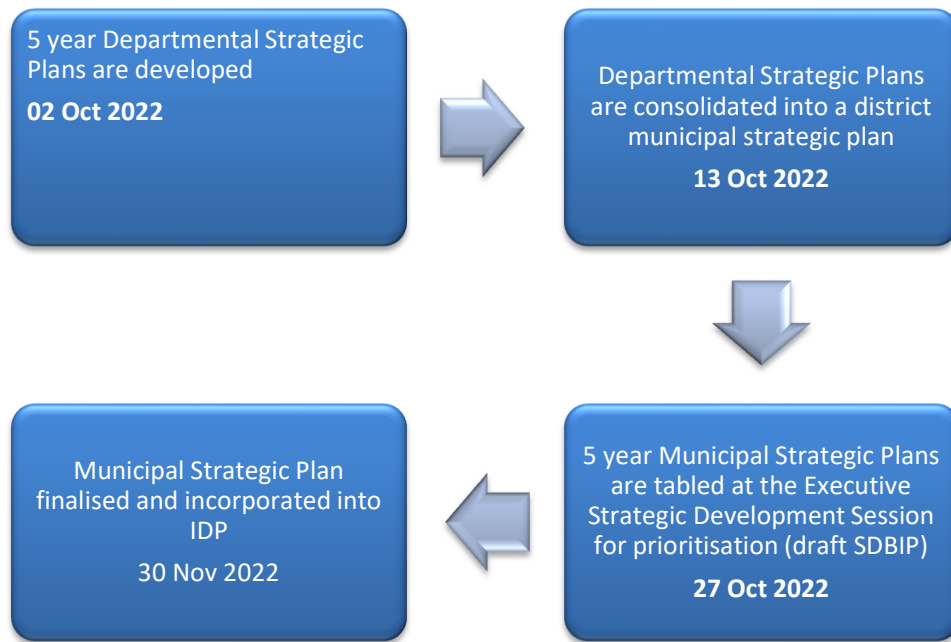 5 year Departmental Strategic
Plans are developed
02 Oct 2022
Departmental Strategic Plans
are consolidated into a district
municipal strategic plan
13 Oct 2022
5 year Municipal Strategic Plans
are tabled at the Executive
Strategic Development Session
for prioritisation (draft SDBIP)
27 Oct 2022
Municipal Strategic Plan
finalised and incorporated into
IDP
30 Nov 2022